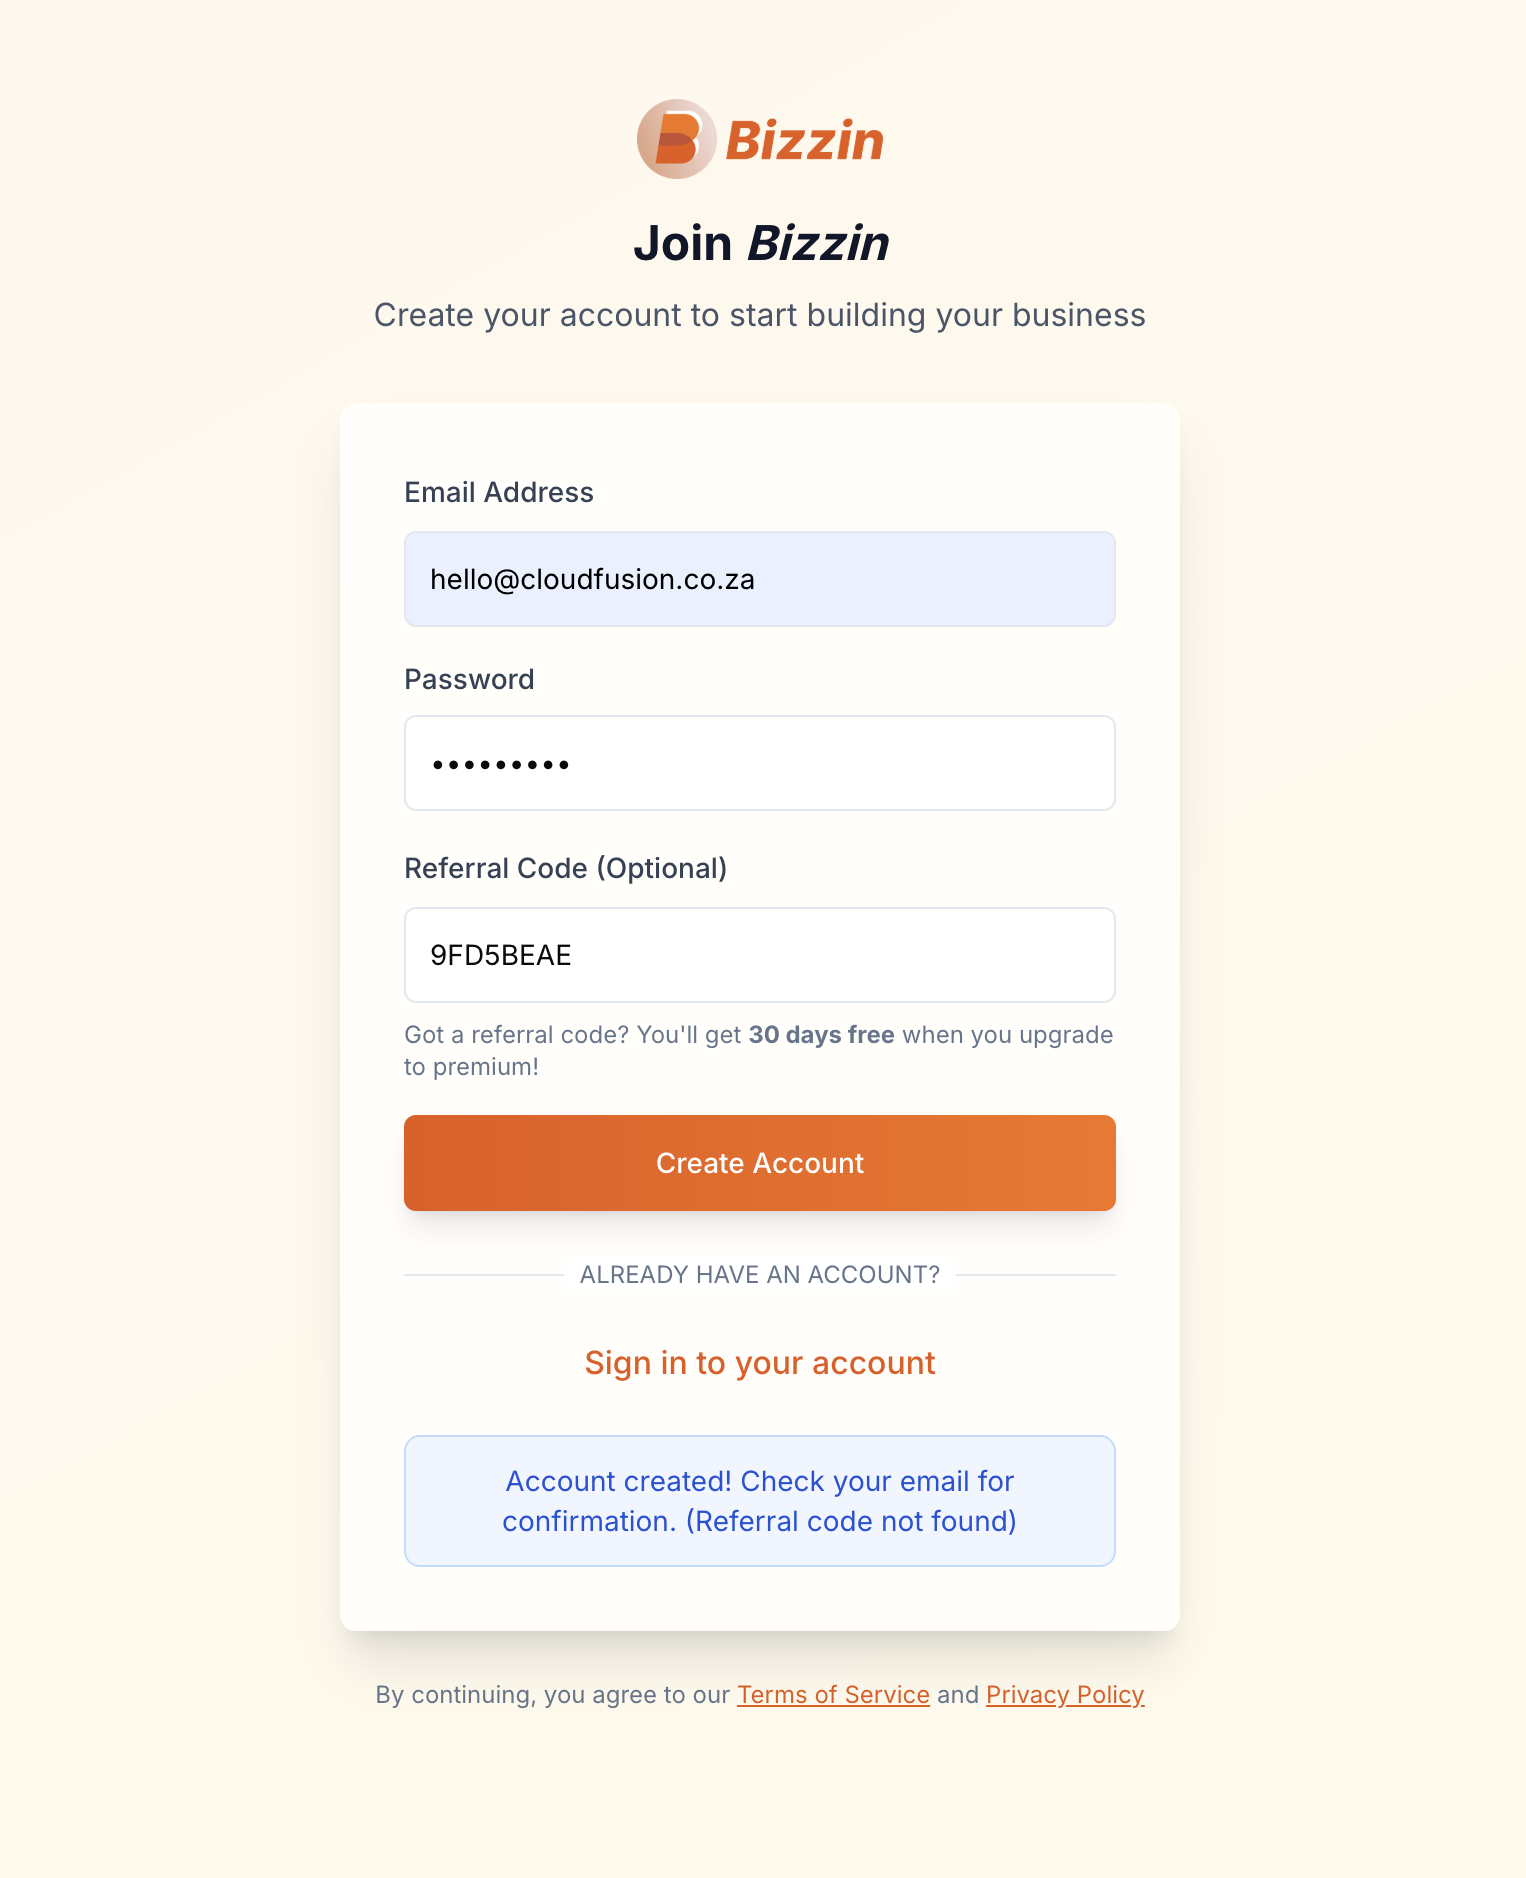 Bizzin
Join Bizzin
Create your account to start building your business
Email Address
hello@cloudfusion.co.za
Password
•••••••••
Referral Code (Optional)
9FD5BEAE
Got a referral code? You'll get 30 days free when you upgrade
to premium!
Create Account
ALREADY HAVE AN ACCOUNT?
Sign in to your account
Account created! Check your email for
confirmation. (Referral code not found)
By continuing, you agree to our Terms of Service and Privacy Policy